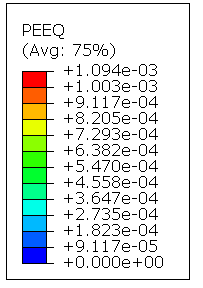 PEEQ
(Avg: 75%)
+1.094e-03
+1.003e-03
+9.117e-04
+8.205e-04
+7.293e-04
+6.382e-04
+5.470e-04
+4.558e-04
+3.647e-04
+2.735e-04
+1.823e-04
+9.117e-05
+0.000e+00